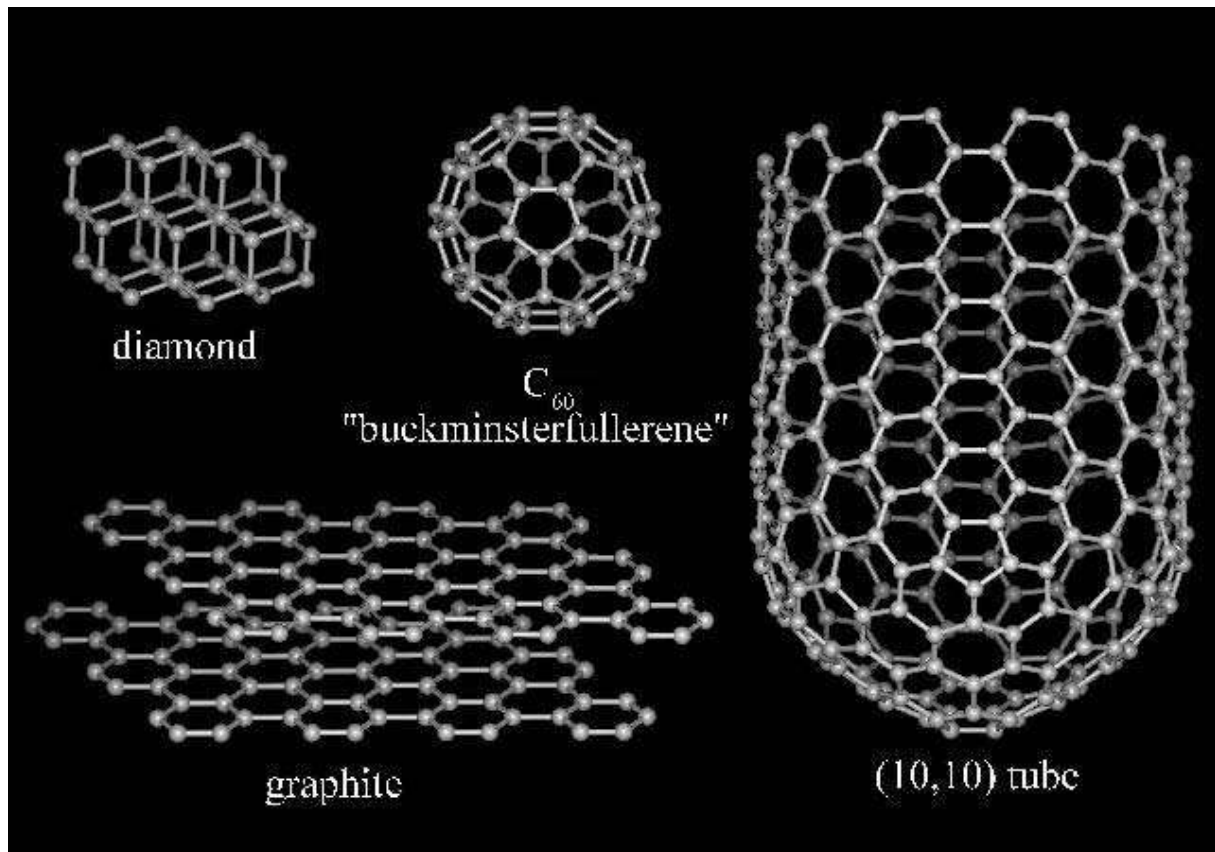 diamond
C₆₀
"buckminsterfullerene"
graphite
(10,10) tube